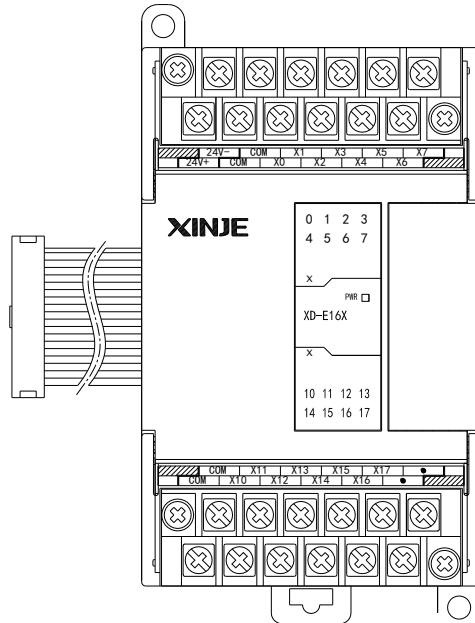 24V- COM X1 X3 X5 X7
24V+ COM X0 X2 X4 X6
XINJE
0 1 2 3
4 5 6 7
X
PWR
XD-E16X
X
10 11 12 13
14 15 16 17
COM X11 X13 X15 X17
COM X10 X12 X14 X16